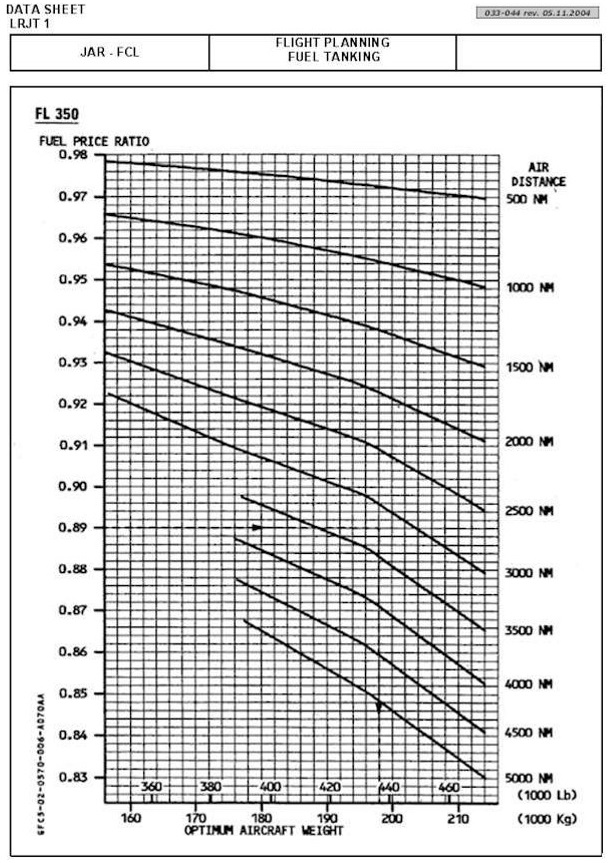 DATA SHEET
LRJT 1
033-044 rev. 05.11.2004
JAR - FCL
FLIGHT PLANNING
FUEL TANKING
FL 350
FUEL PRICE RATIO
AIR
DISTANCE
0.98
0.97
0.96
0.95
0.94
0.93
0.92
0.91
0.90
0.89
0.88
0.87
0.86
0.85
0.84
0.83
500 NM
1000 NM
1500 NM
2000 NM
2500 NM
3000 NM
3500 NM
4000 NM
4500 NM
5000 NM
360 380 400 420 440 460 (1000 Lb)
160 170 180 190 200 210 (1000 Kg)
OPTIMUM AIRCRAFT WEIGHT
GFC5-02-0570-006-A070AA